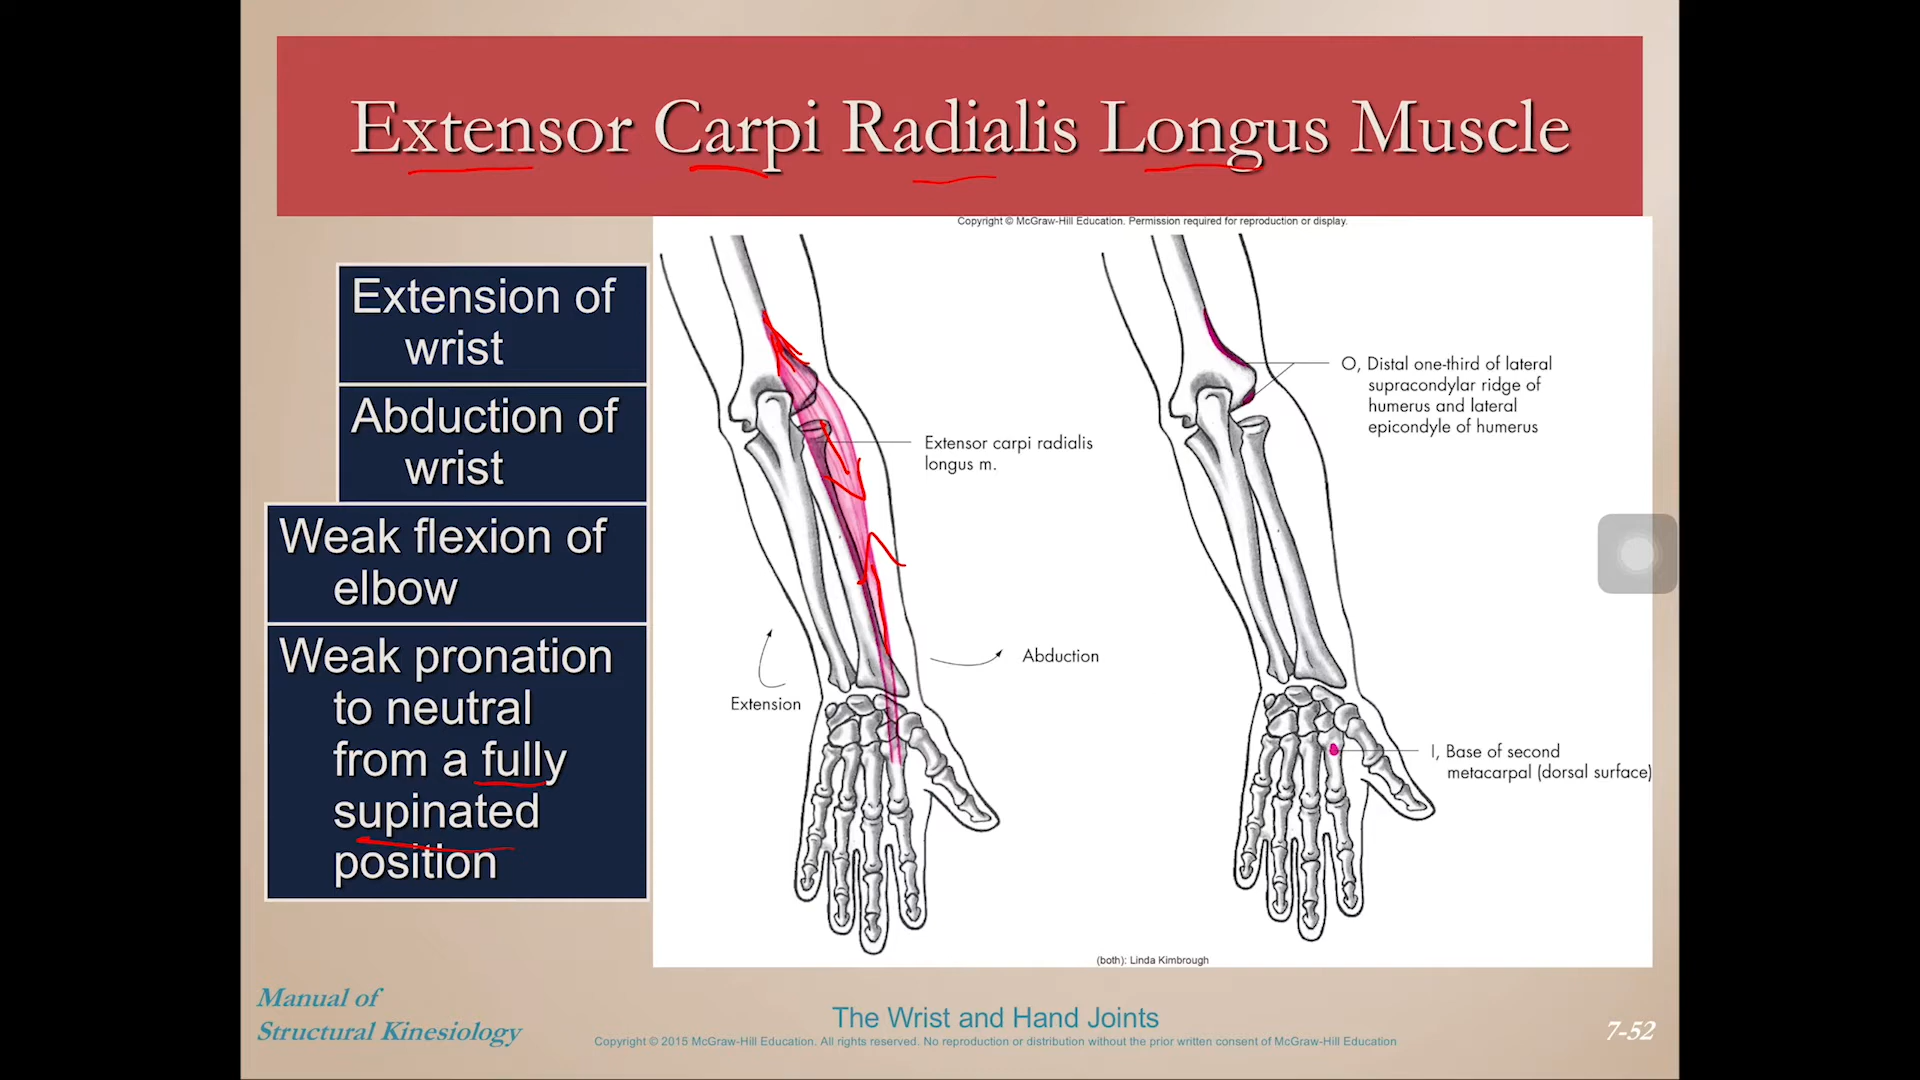 Extensor Carpi Radialis Longus Muscle
Copyright © McGraw-Hill Education. Permission required for reproduction or display.
Extension of
wrist
Abduction of
wrist
Weak flexion of
elbow
Weak pronation
to neutral
from a fully
supinated
position
Extensor carpi radialis
longus m.
Extension
Abduction
O, Distal one-third of lateral
supracondylar ridge of
humerus and lateral
epicondyle of humerus
I, Base of second
metacarpal (dorsal surface)
(both): Linda Kimbrough
Manual of
Structural Kinesiology
The Wrist and Hand Joints
Copyright © 2015 McGraw-Hill Education. All rights reserved. No reproduction or distribution without the prior written consent of McGraw-Hill Education
7-52